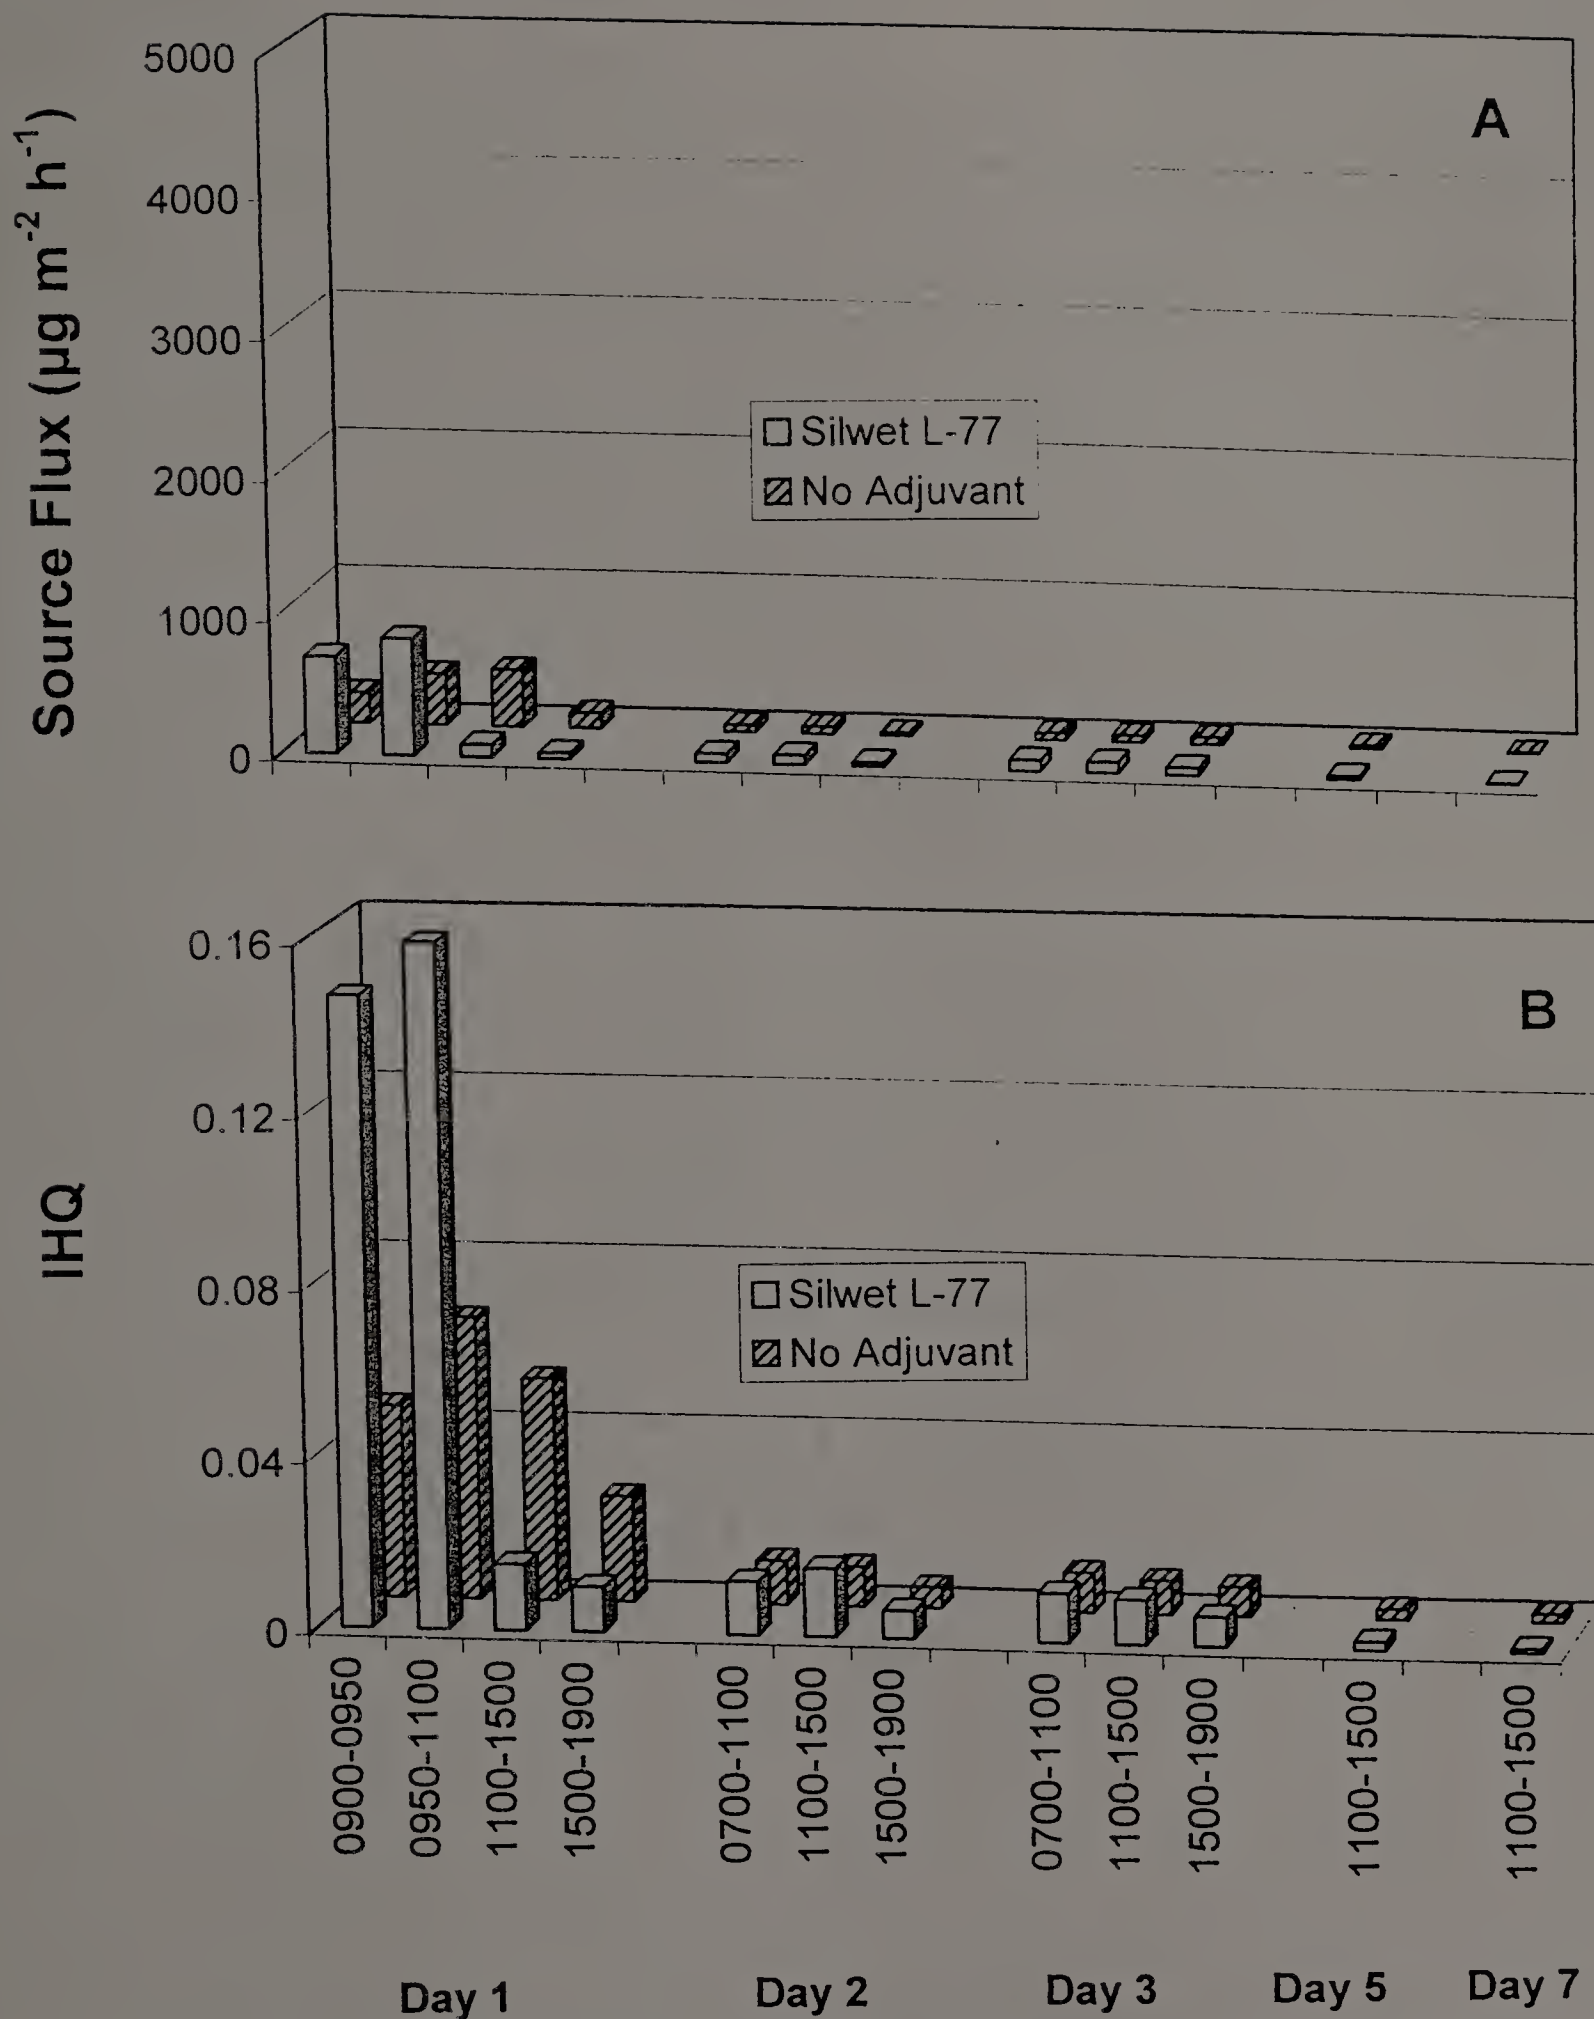 A
Source Flux (µg m⁻² h⁻¹)
5000
4000
3000
2000
1000
0
Silwet L-77
No Adjuvant
B
IHQ
0.16
0.12
0.08
0.04
0
Silwet L-77
No Adjuvant
0900-0950
0950-1100
1100-1500
1500-1900
0700-1100
1100-1500
1500-1900
0700-1100
1100-1500
1500-1900
1100-1500
1100-1500
Day 1
Day 2
Day 3
Day 5
Day 7